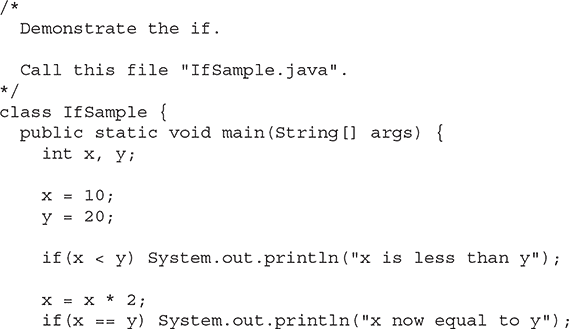 /*
  Demonstrate the if.

  Call this file "IfSample.java".
*/
class IfSample {
  public static void main(String[] args) {
    int x, y;

    x = 10;
    y = 20;

    if(x < y) System.out.println("x is less than y");

    x = x * 2;
    if(x == y) System.out.println("x now equal to y");